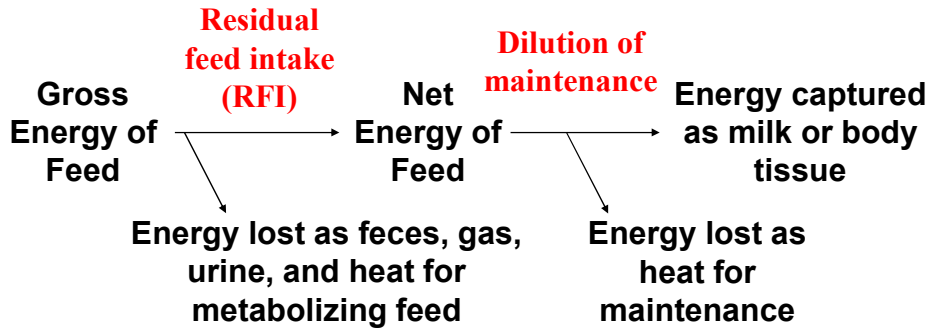 Residual
feed intake
(RFI)
Dilution of
maintenance
Gross
Energy of
Feed
Net
Energy of
Feed
Energy captured
as milk or body
tissue
Energy lost as feces, gas,
urine, and heat for
metabolizing feed
Energy lost as
heat for
maintenance